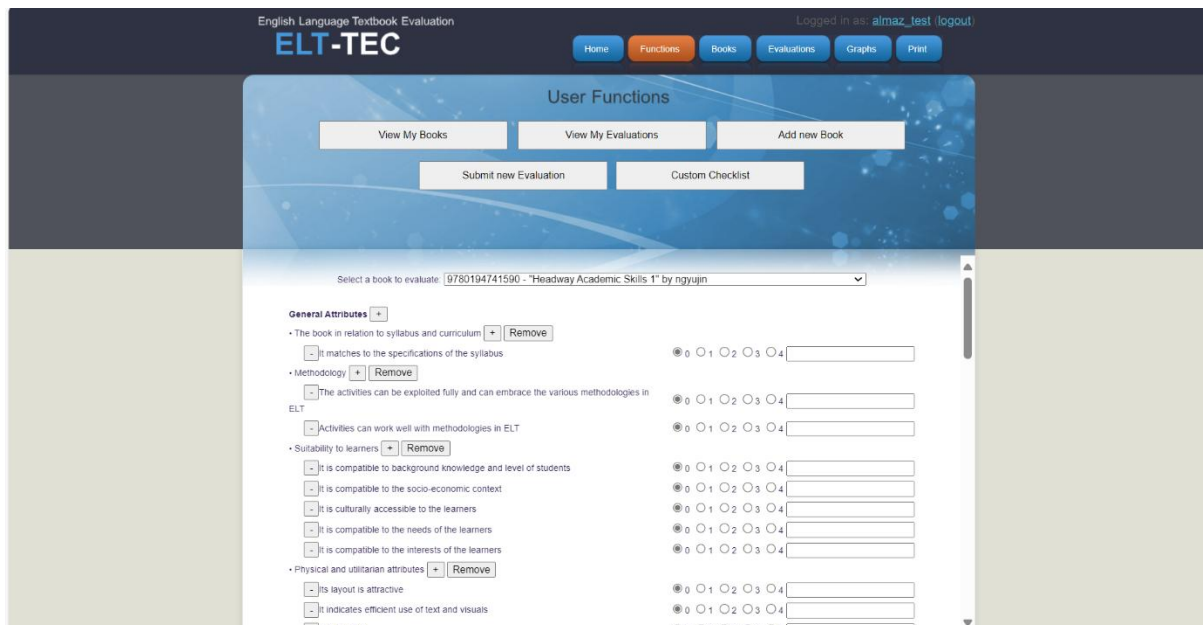 English Language Textbook Evaluation
Logged in as: almaz_test (logout)
ELT-TEC
Home Functions Books Evaluations Graphs Print
User Functions
View My Books View My Evaluations Add new Book
Submit new Evaluation Custom Checklist
Select a book to evaluate: 9780194741590 - "Headway Academic Skills 1" by ngyujin
General Attributes +
• The book in relation to syllabus and curriculum + Remove
- It matches to the specifications of the syllabus 0 1 2 3 4
• Methodology + Remove
- The activities can be exploited fully and can embrace the various methodologies in
ELT 0 1 2 3 4
- Activities can work well with methodologies in ELT 0 1 2 3 4
• Suitability to learners + Remove
- It is compatible to background knowledge and level of students 0 1 2 3 4
- It is compatible to the socio-economic context 0 1 2 3 4
- It is culturally accessible to the learners 0 1 2 3 4
- It is compatible to the needs of the learners 0 1 2 3 4
- It is compatible to the interests of the learners 0 1 2 3 4
• Physical and utilitarian attributes + Remove
- Its layout is attractive 0 1 2 3 4
- It indicates efficient use of text and visuals 0 1 2 3 4